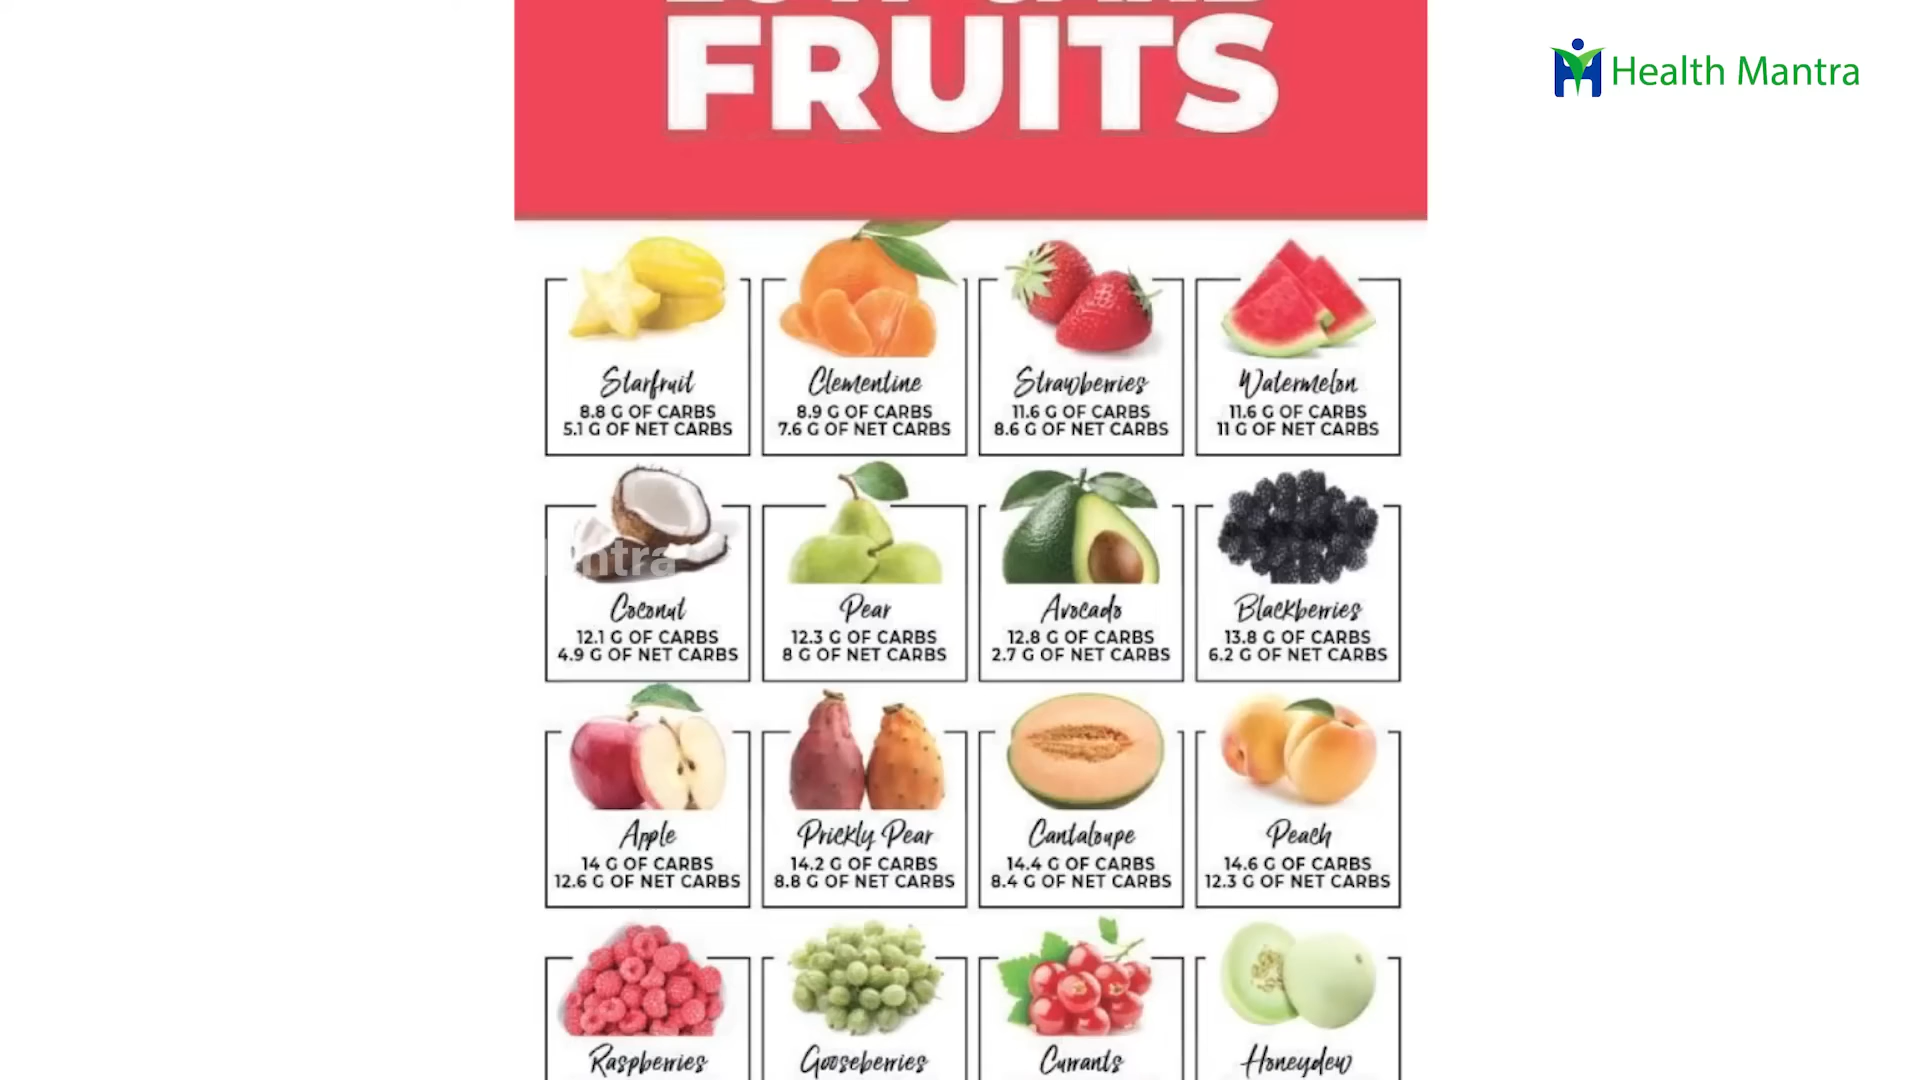 FRUITS
Health Mantra
Starfruit
8.8 G OF CARBS
5.1 G OF NET CARBS
Clementine
8.9 G OF CARBS
7.6 G OF NET CARBS
Strawberries
11.6 G OF CARBS
8.6 G OF NET CARBS
Watermelon
11.6 G OF CARBS
11 G OF NET CARBS
ntra
Coconut
12.1 G OF CARBS
4.9 G OF NET CARBS
Pear
12.3 G OF CARBS
8 G OF NET CARBS
Avocado
12.8 G OF CARBS
2.7 G OF NET CARBS
Blackberries
13.8 G OF CARBS
6.2 G OF NET CARBS
Apple
14 G OF CARBS
12.6 G OF NET CARBS
Prickly Pear
14.2 G OF CARBS
8.8 G OF NET CARBS
Cantaloupe
14.4 G OF CARBS
8.4 G OF NET CARBS
Peach
14.6 G OF CARBS
12.3 G OF NET CARBS
Raspberries
Gooseberries
Currants
Honeydew